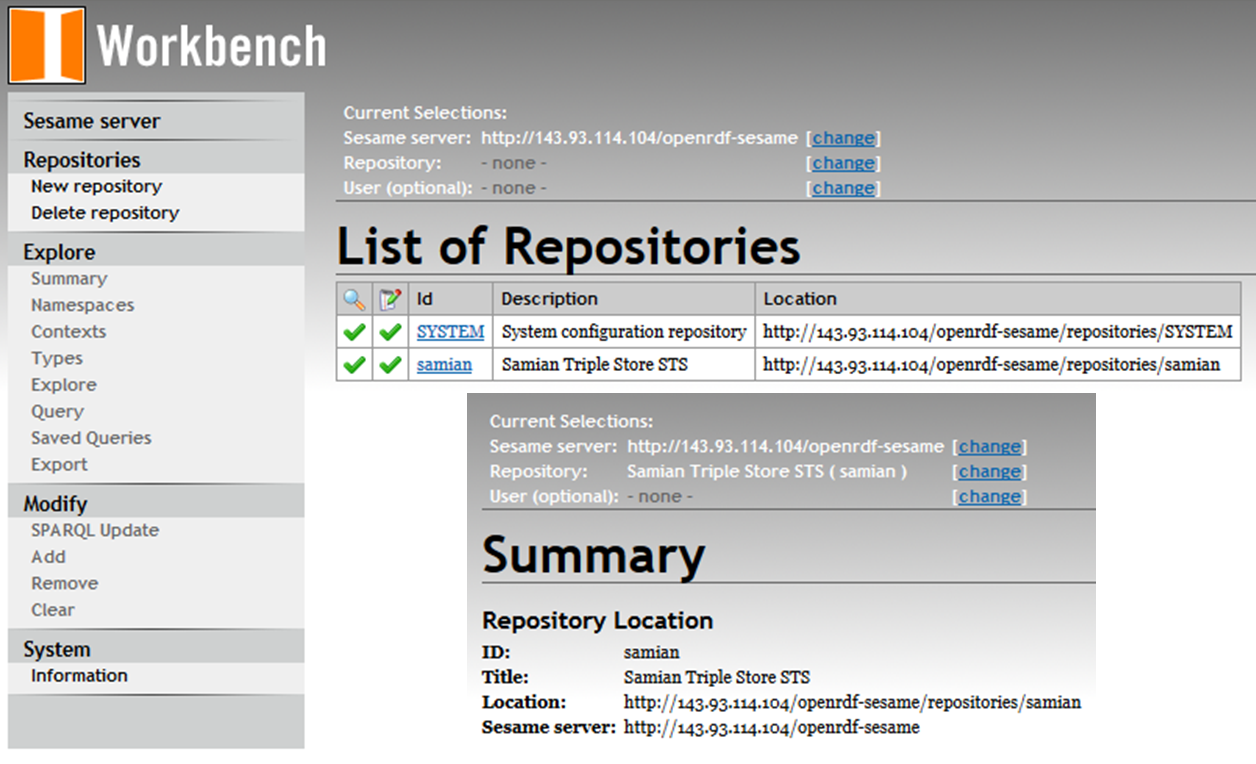 Workbench
Sesame server
Repositories
New repository
Delete repository
Explore
Summary
Namespaces
Contexts
Types
Explore
Query
Saved Queries
Export
Modify
SPARQL Update
Add
Remove
Clear
System
Information
Current Selections:
Sesame server: http://143.93.114.104/openrdf-sesame [change]
Repository: - none - [change]
User (optional): - none - [change]
List of Repositories
Id Description Location
SYSTEM System configuration repository http://143.93.114.104/openrdf-sesame/repositories/SYSTEM
samian Samian Triple Store STS http://143.93.114.104/openrdf-sesame/repositories/samian
Current Selections:
Sesame server: http://143.93.114.104/openrdf-sesame [change]
Repository: Samian Triple Store STS ( samian ) [change]
User (optional): - none - [change]
Summary
Repository Location
ID: samian
Title: Samian Triple Store STS
Location: http://143.93.114.104/openrdf-sesame/repositories/samian
Sesame server: http://143.93.114.104/openrdf-sesame